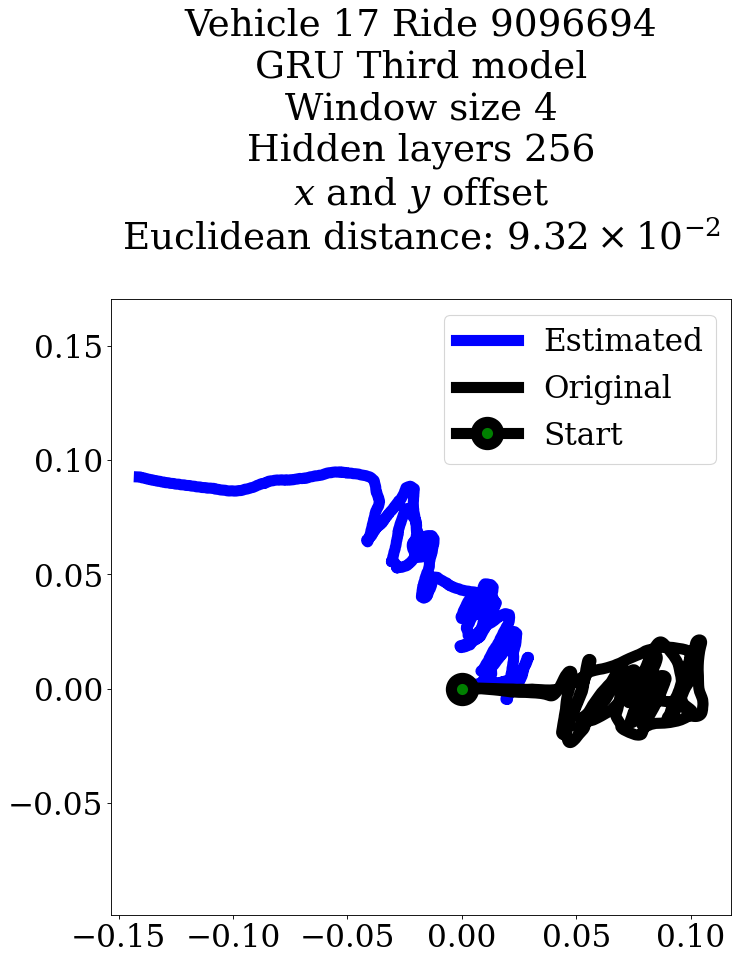 Vehicle 17 Ride 9096694
GRU Third model
Window size 4
Hidden layers 256
x and y offset
Euclidean distance: 9.32 × 10⁻²
Estimated
Original
Start
0.15
0.10
0.05
0.00
−0.05
−0.15 −0.10 −0.05 0.00 0.05 0.10